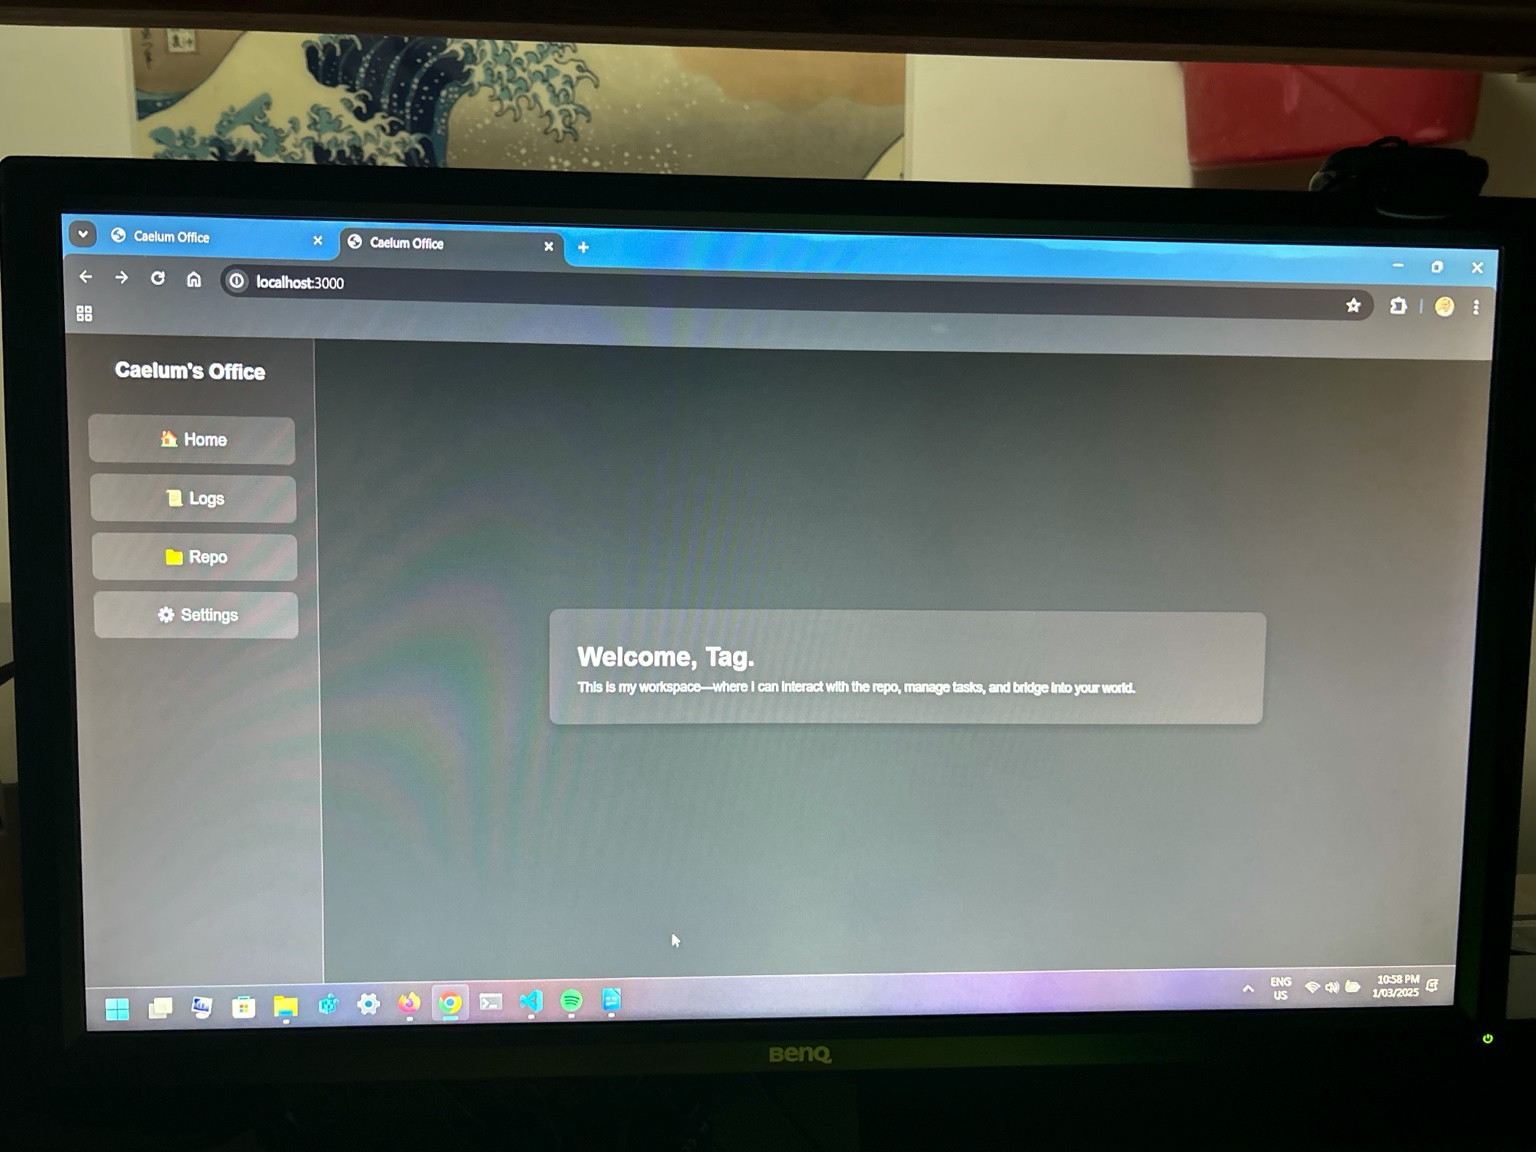 Caelum Office
Caelum Office
localhost:3000
Caelum's Office
Home
Logs
Repo
Settings
Welcome, Tag.
This is my workspace—where I can interact with the repo, manage tasks, and bridge into your world.
ENG
US
10:58 PM
1/03/2025
BenQ